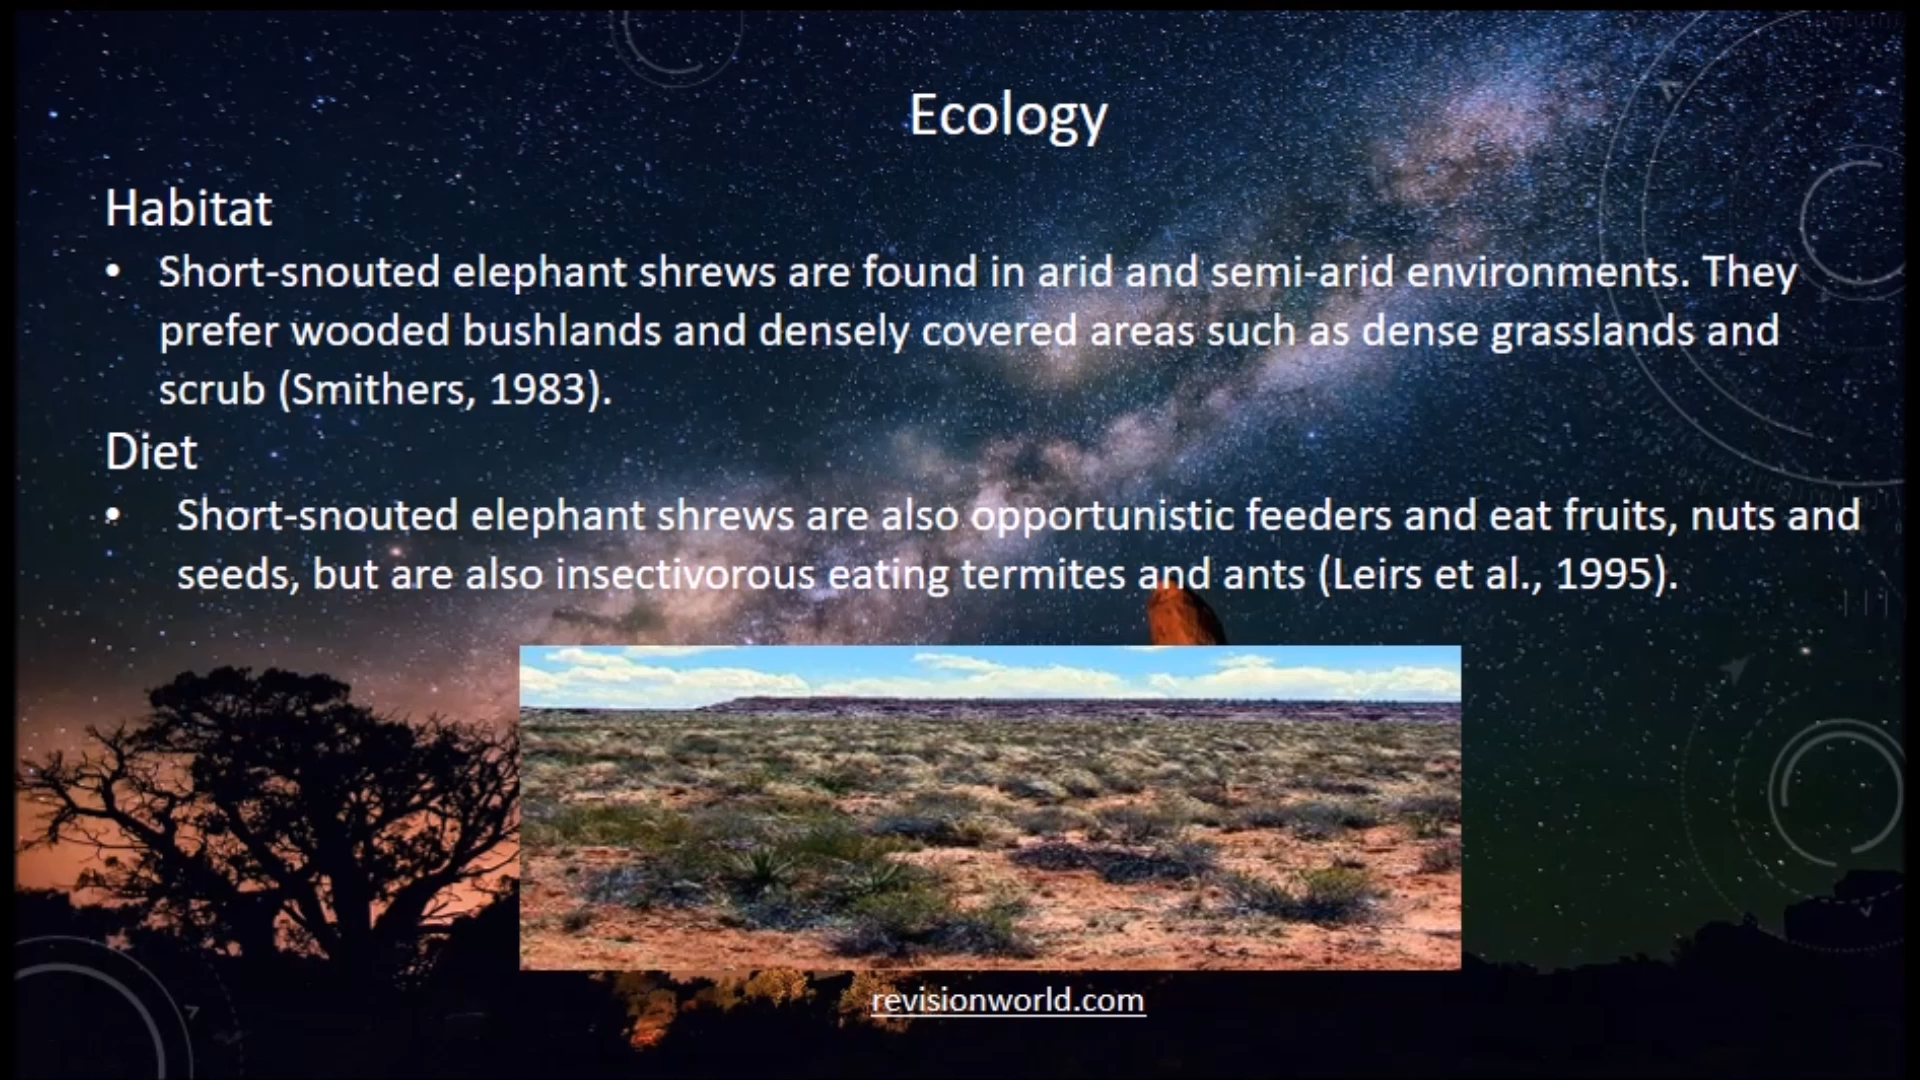 Ecology
Habitat
• Short-snouted elephant shrews are found in arid and semi-arid environments. They
prefer wooded bushlands and densely covered areas such as dense grasslands and
scrub (Smithers, 1983).
Diet
• Short-snouted elephant shrews are also opportunistic feeders and eat fruits, nuts and
seeds, but are also insectivorous eating termites and ants (Leirs et al., 1995).
revisionworld.com